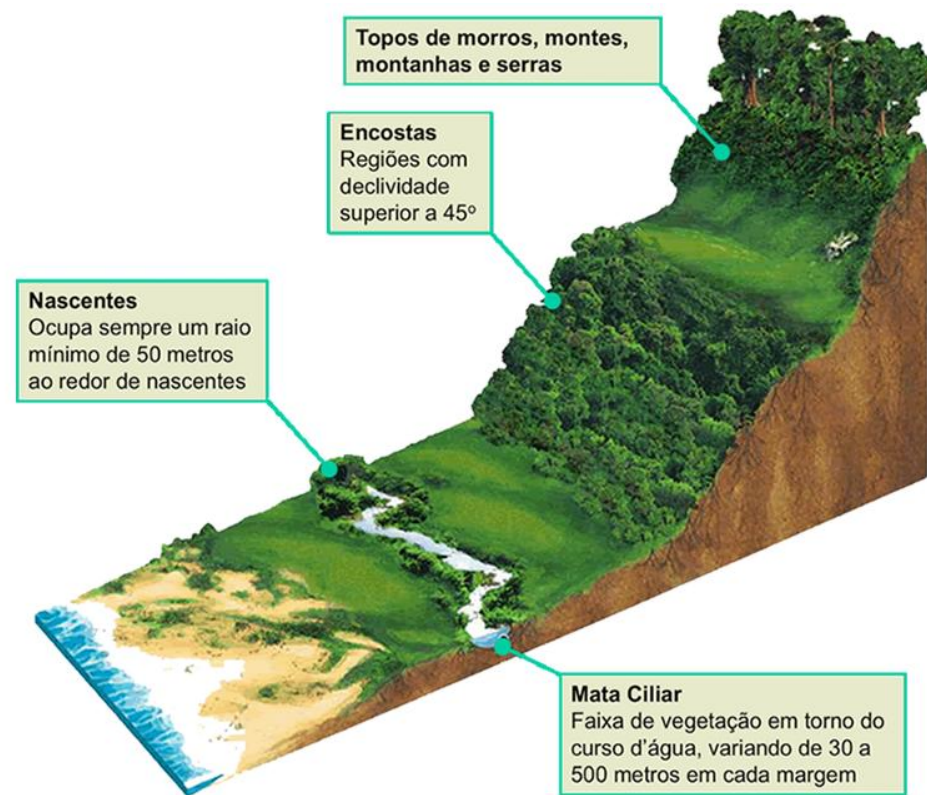 Topos de morros, montes,
montanhas e serras
Encostas
Regiões com
declividade
superior a 45º
Nascentes
Ocupa sempre um raio
mínimo de 50 metros
ao redor de nascentes
Mata Ciliar
Faixa de vegetação em torno do
curso d’água, variando de 30 a
500 metros em cada margem